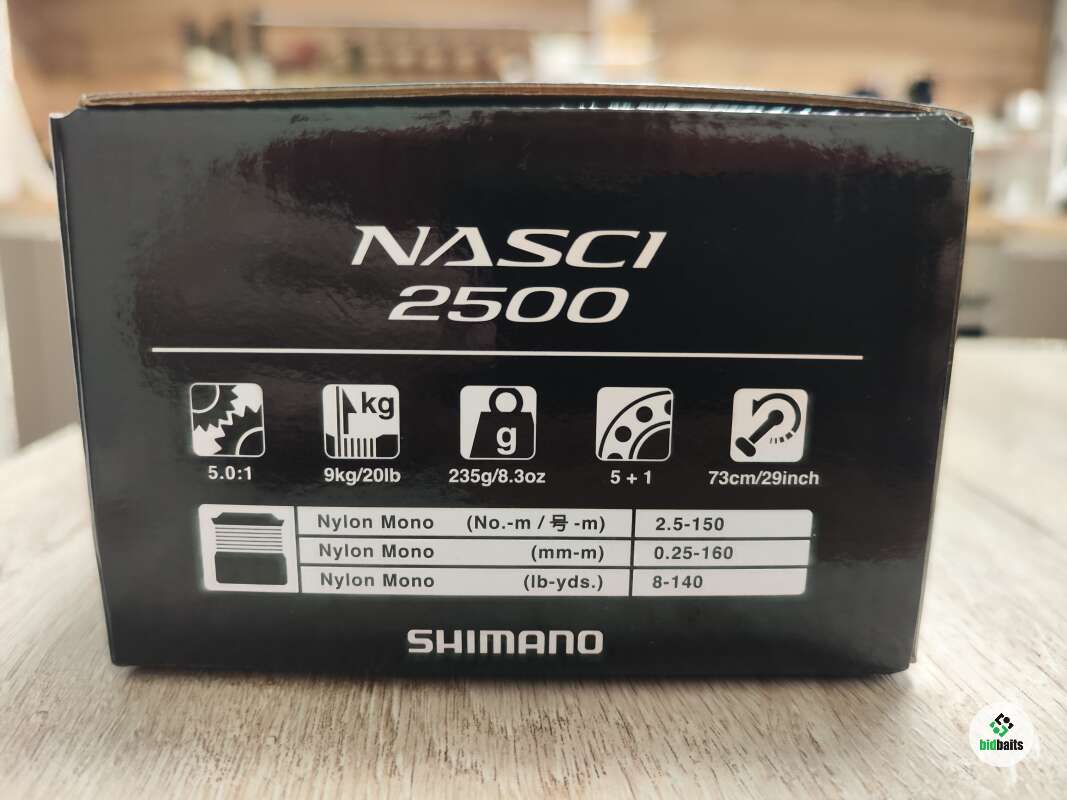 NASCI
2500
kg
g
5.0:1
9kg/20lb
235g/8.3oz
5 + 1
73cm/29inch
Nylon Mono (No.-m / 号 -m) 2.5-150
Nylon Mono (mm-m) 0.25-160
Nylon Mono (lb-yds.) 8-140
SHIMANO
bidbaits